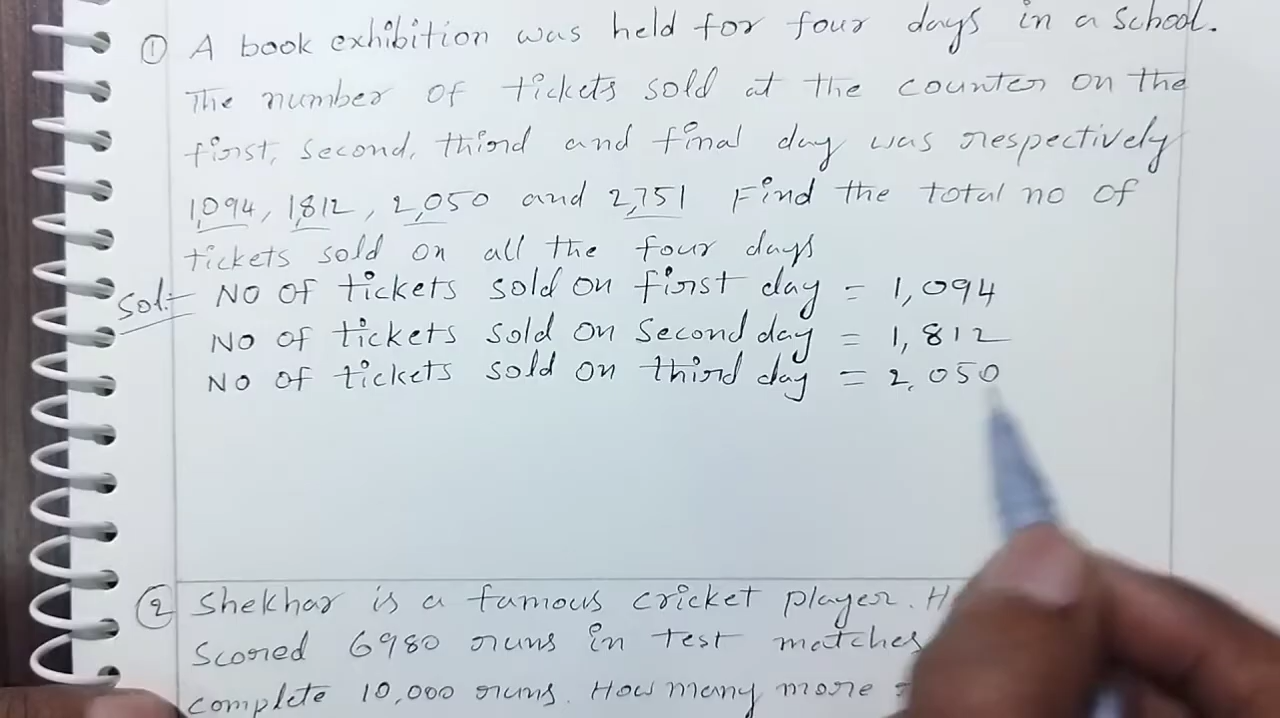 ① A book exhibition was held for four days in a school.
The number of tickets sold at the counter on the
first, second, third and final day was respectively
1,094, 1,812, 2,050 and 2,751 Find the total no of
tickets sold on all the four days
Sol:- No of tickets sold on first day = 1,094
No of tickets sold on second day = 1,812
No of tickets sold on third day = 2,050
② Shekhar is a famous cricket player.
Scored 6980 runs in test matches
complete 10,000 runs. How many more